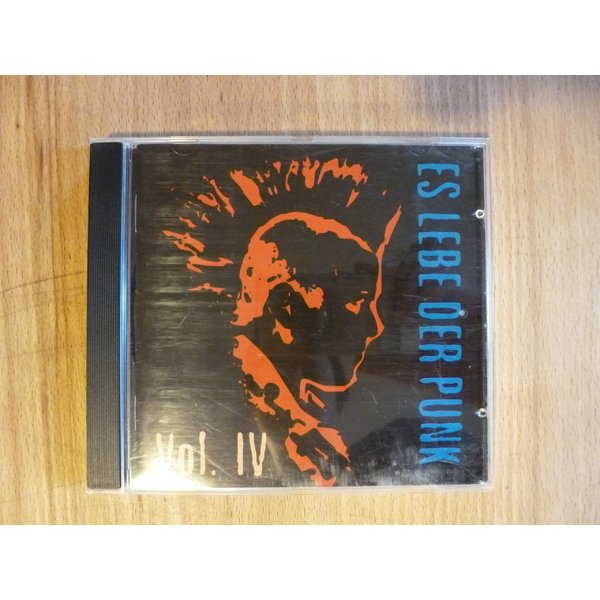 ES LEBE DER PUNK
Vol. IV